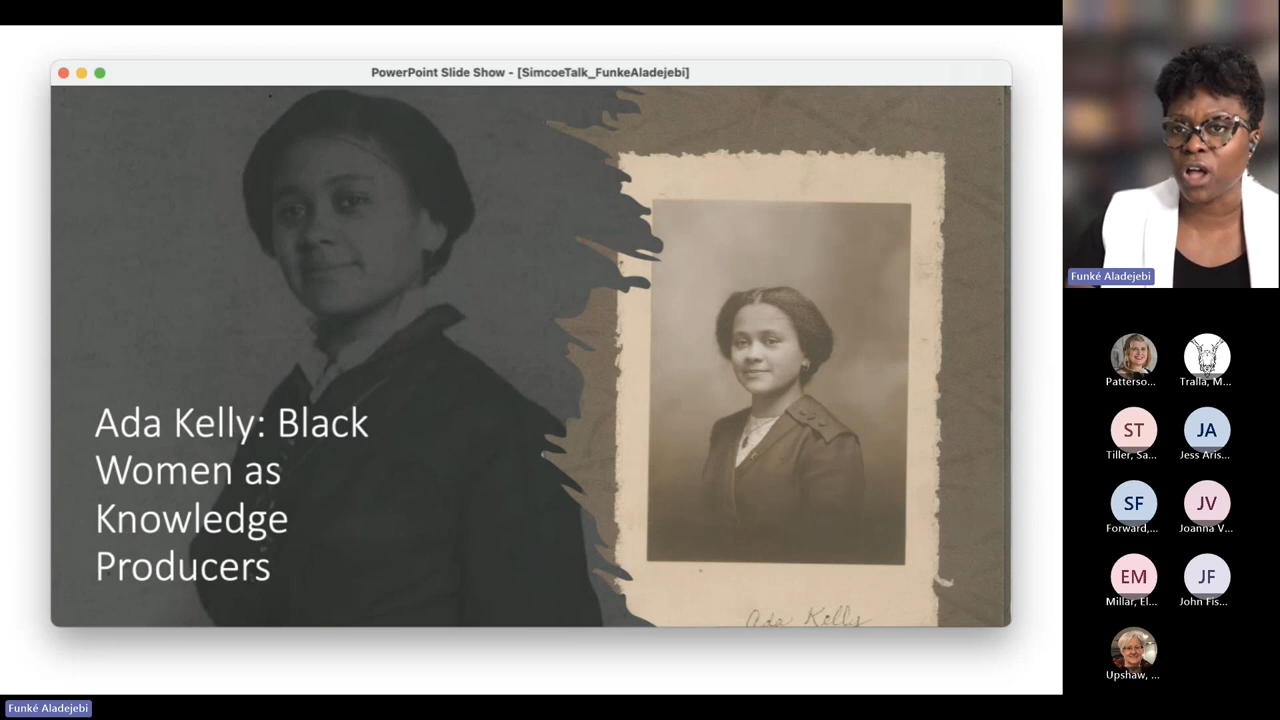 PowerPoint Slide Show - [SimcoeTalk_FunkeAladejebi]
Ada Kelly: Black
Women as
Knowledge
Producers
Ada Kelly
Funké Aladejebi
Patterso...
Tralla, M...
ST
JA
Tiller, Sa...
Jess Aris...
SF
JV
Forward,...
Joanna V...
EM
JF
Millar, El...
John Fis...
Upshaw, ...
Funké Aladejebi